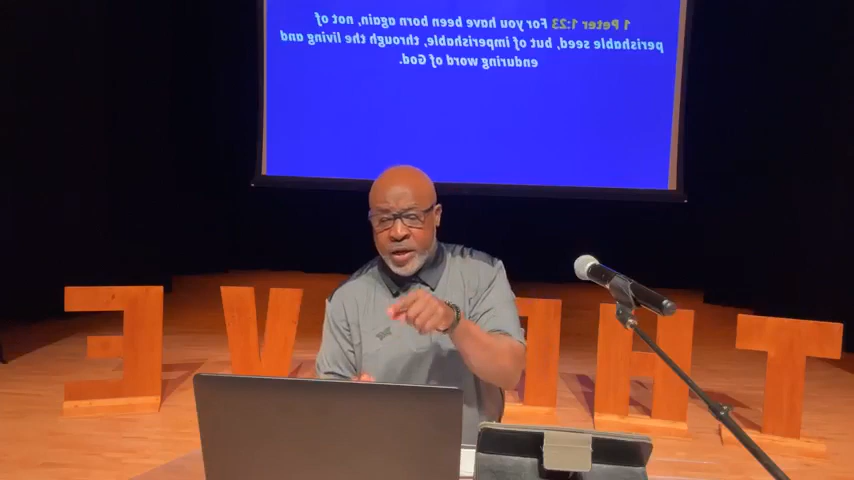 1 Peter 1:23 For you have been born again, not of
perishable seed, but of imperishable, through the living and
enduring word of God.
T H E V E